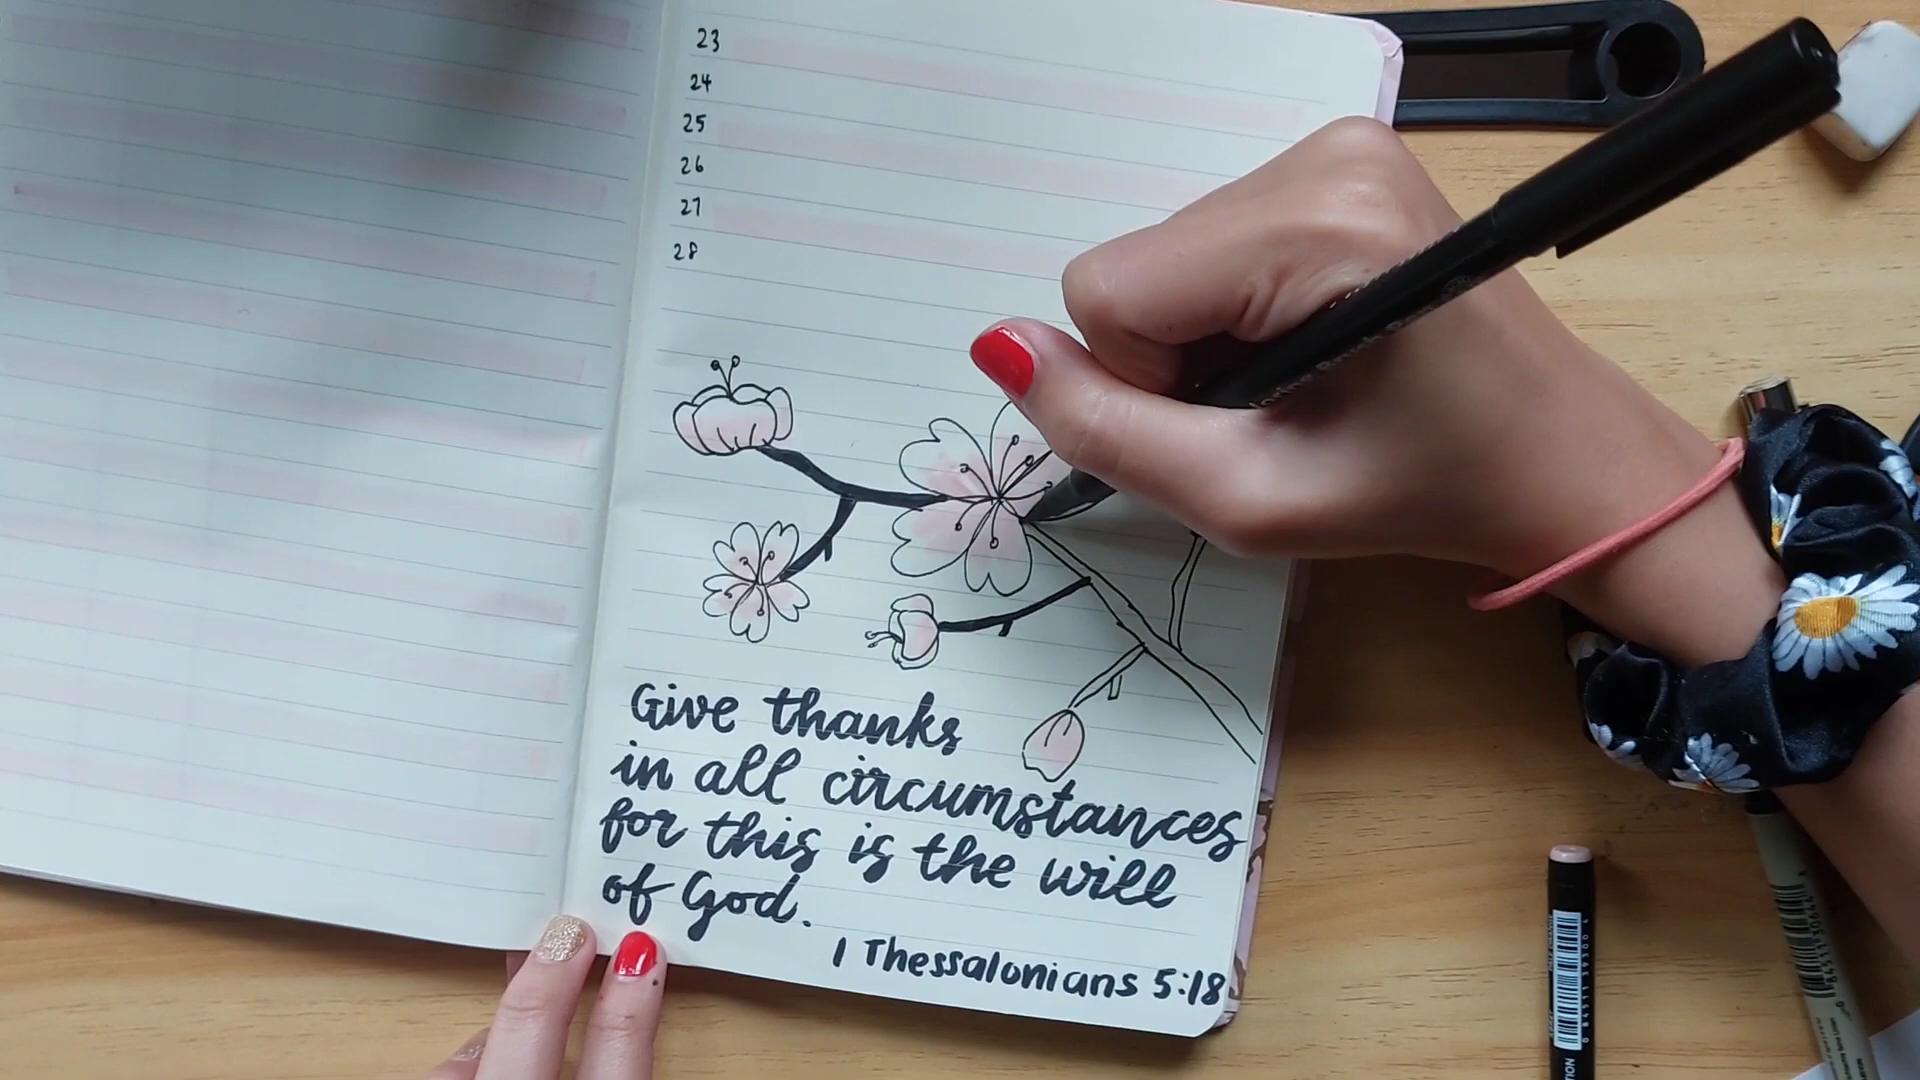 23
24
25
26
27
28
Give thanks
in all circumstances
for this is the will
of God.
1 Thessalonians 5:18